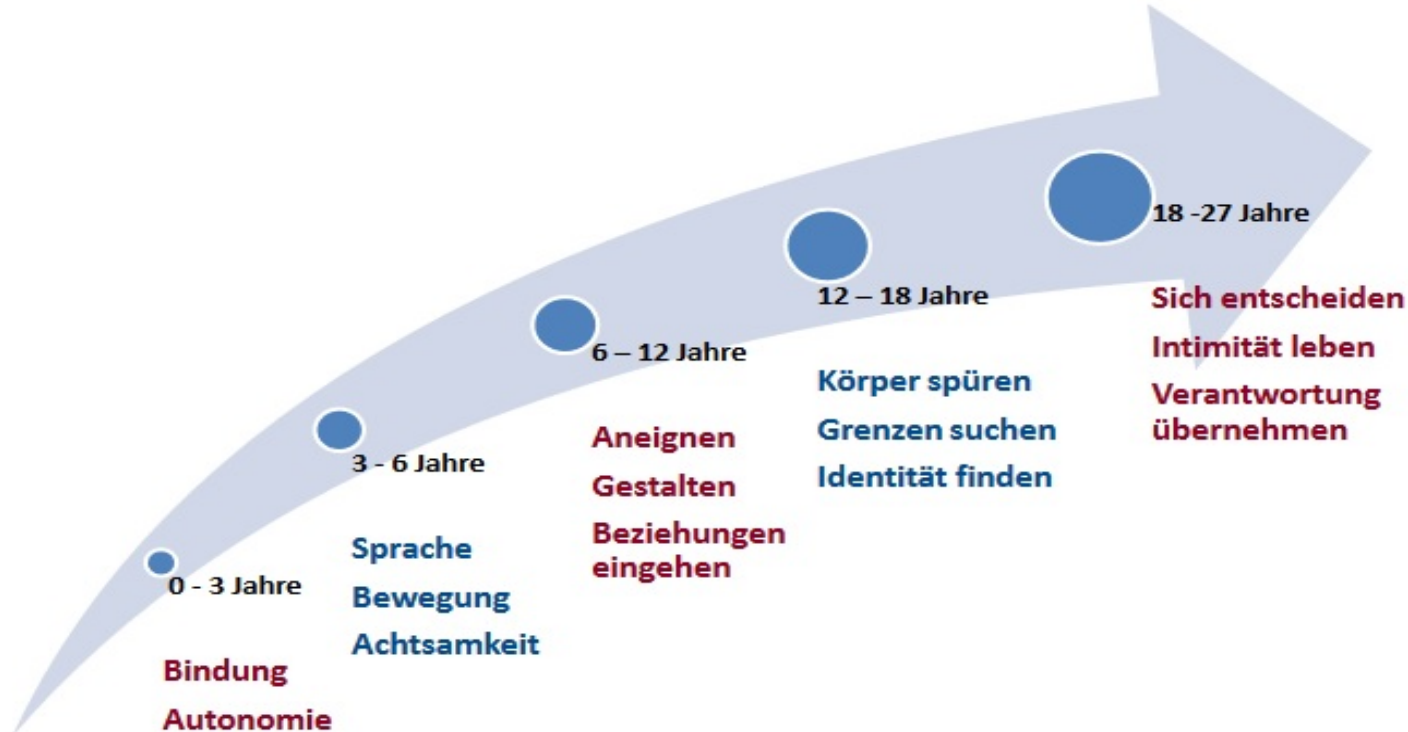 0 - 3 Jahre
Bindung
Autonomie
3 - 6 Jahre
Sprache
Bewegung
Achtsamkeit
6 – 12 Jahre
Aneignen
Gestalten
Beziehungen
eingehen
12 – 18 Jahre
Körper spüren
Grenzen suchen
Identität finden
18 -27 Jahre
Sich entscheiden
Intimität leben
Verantwortung
übernehmen